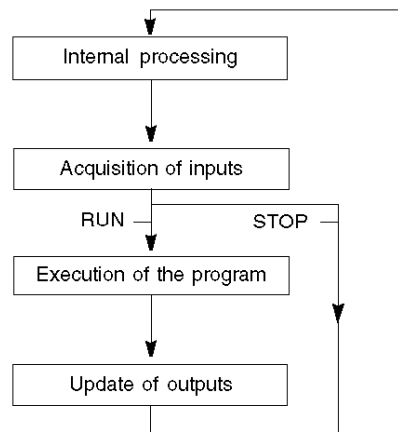 Internal processing
Acquisition of inputs
RUN
STOP
Execution of the program
Update of outputs